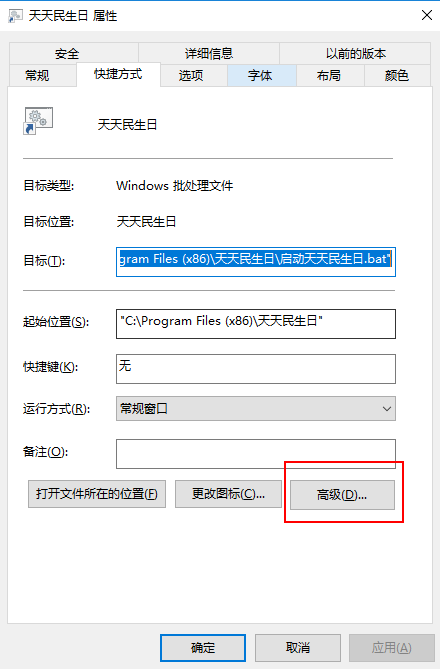 天天民生日 属性
安全 详细信息 以前的版本
常规 快捷方式 选项 字体 布局 颜色
天天民生日
目标类型: Windows 批处理文件
目标位置: 天天民生日
目标(T): gram Files (x86)\天天民生日\启动天天民生日.bat"
起始位置(S): "C:\Program Files (x86)\天天民生日"
快捷键(K): 无
运行方式(R): 常规窗口
备注(O):
打开文件所在的位置(F) 更改图标(C)... 高级(D)...
确定 取消 应用(A)